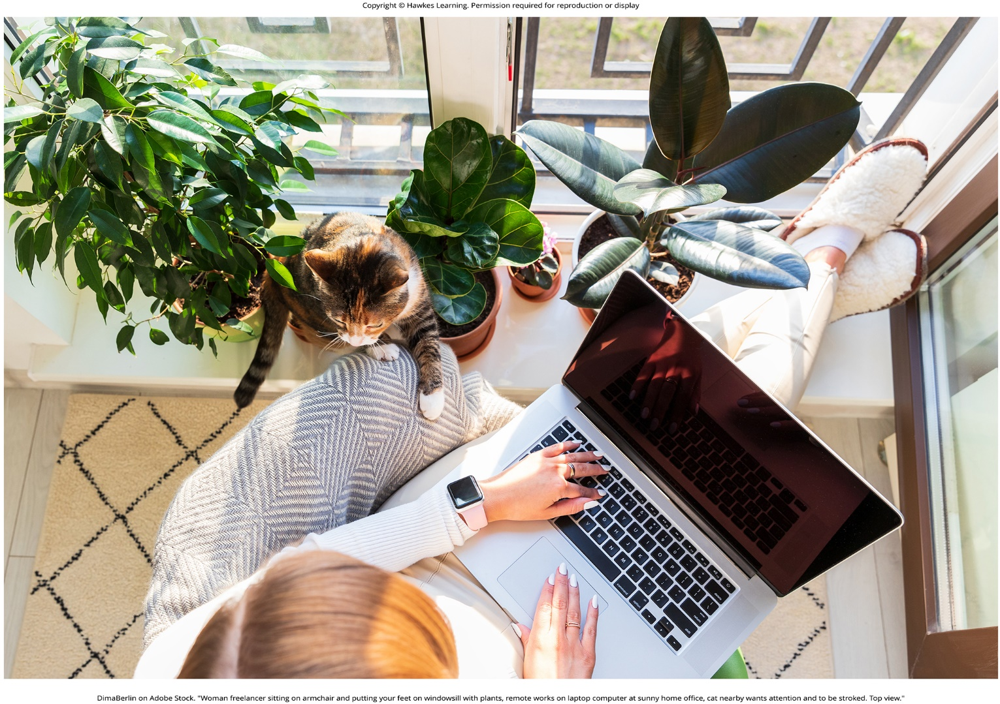 Copyright © Hawkes Learning. Permission required for reproduction or display
DimaBerlin on Adobe Stock. "Woman freelancer sitting on armchair and putting your feet on windowsill with plants, remote works on laptop computer at sunny home office, cat nearby wants attention and to be stroked. Top view."